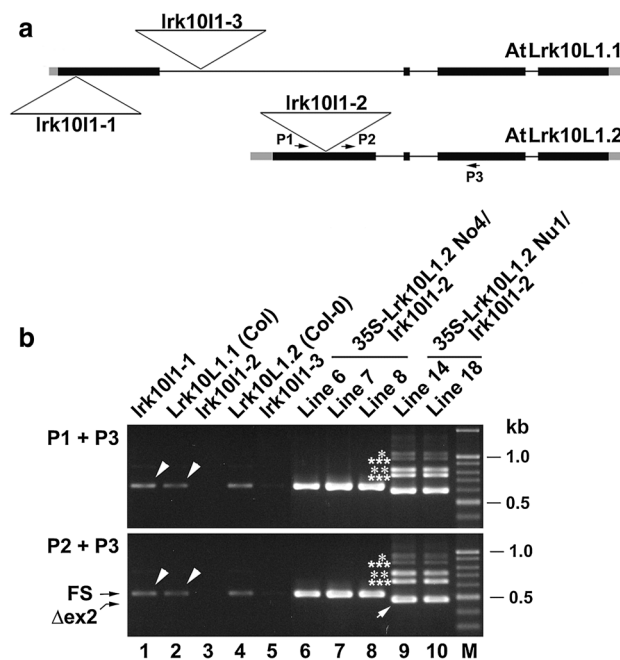 a
lrk10l1-3
AtLrk10L1.1
lrk10l1-1
lrk10l1-2
AtLrk10L1.2
P1
P2
P3
b
lrk10l1-1
Lrk10L1.1 (Col)
lrk10l1-2
Lrk10L1.2 (Col-0)
lrk10l1-3
35S-Lrk10L1.2 No4/
lrk10l1-2
Line 6
Line 7
Line 8
35S-Lrk10L1.2 Nu1/
lrk10l1-2
Line 14
Line 18
kb
P1 + P3
*
***
**
***
1.0
0.5
P2 + P3
*
***
**
***
1.0
0.5
FS
Δex2
1 2 3 4 5 6 7 8 9 10 M